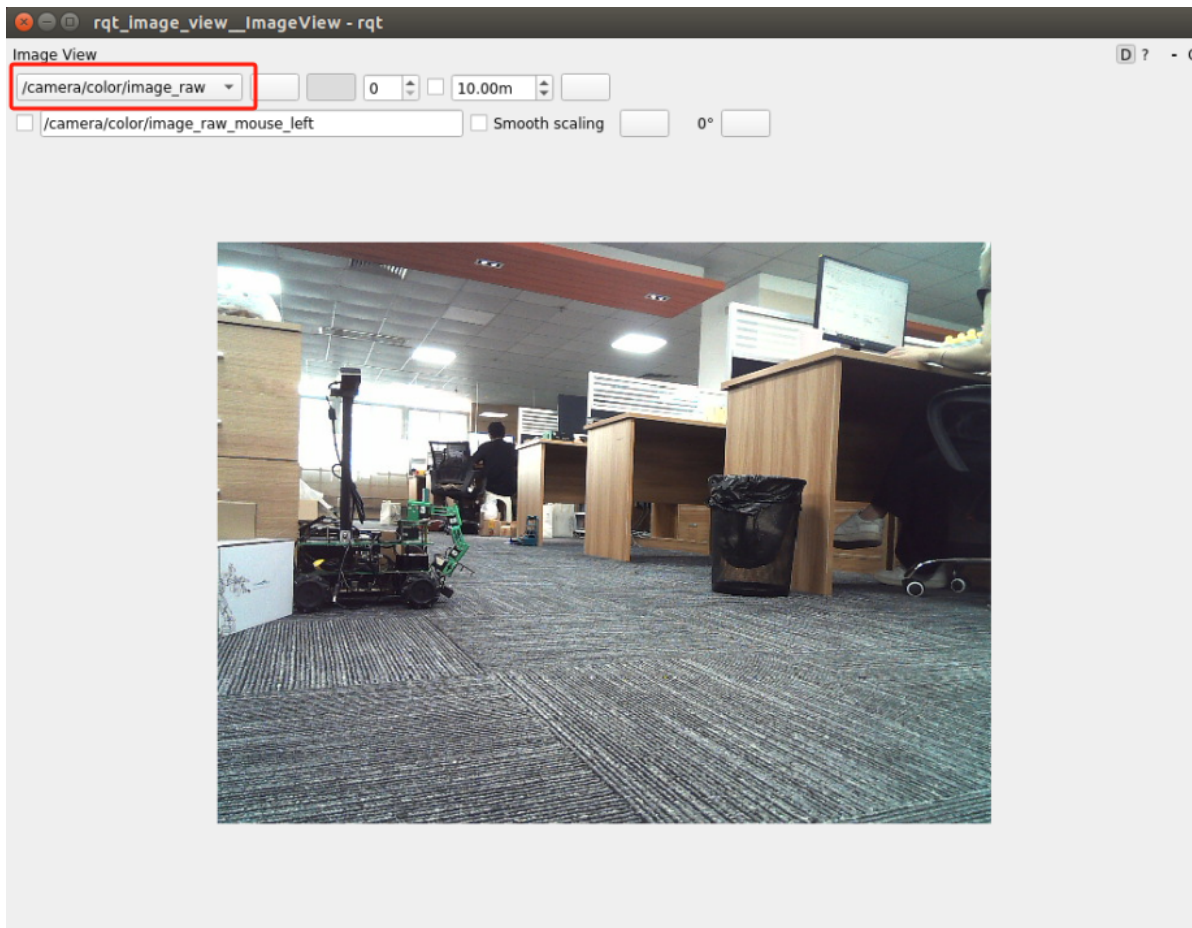 rqt_image_view__ImageView - rqt
Image View
D ? - O
/camera/color/image_raw 0 10.00m
/camera/color/image_raw_mouse_left Smooth scaling 0°